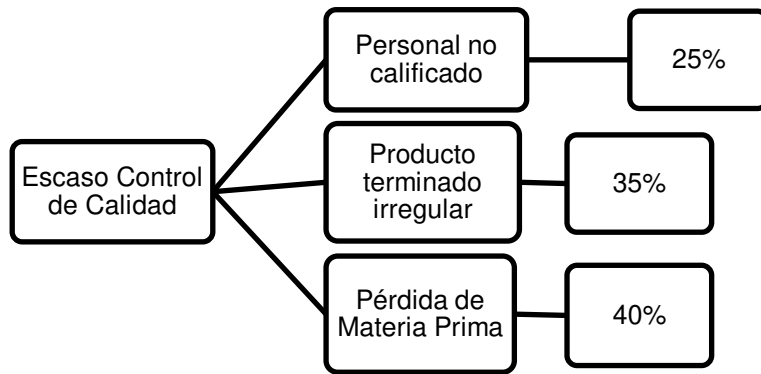 Personal no
calificado
25%
Escaso Control
de Calidad
Producto
terminado
irregular
35%
Pérdida de
Materia Prima
40%